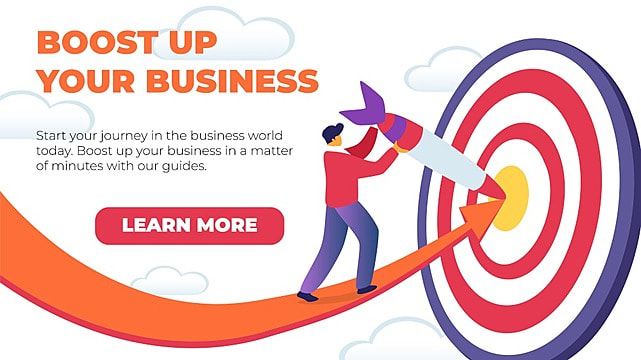 BOOST UP
YOUR BUSINESS
Start your journey in the business world
today. Boost up your business in a matter
of minutes with our guides.
LEARN MORE